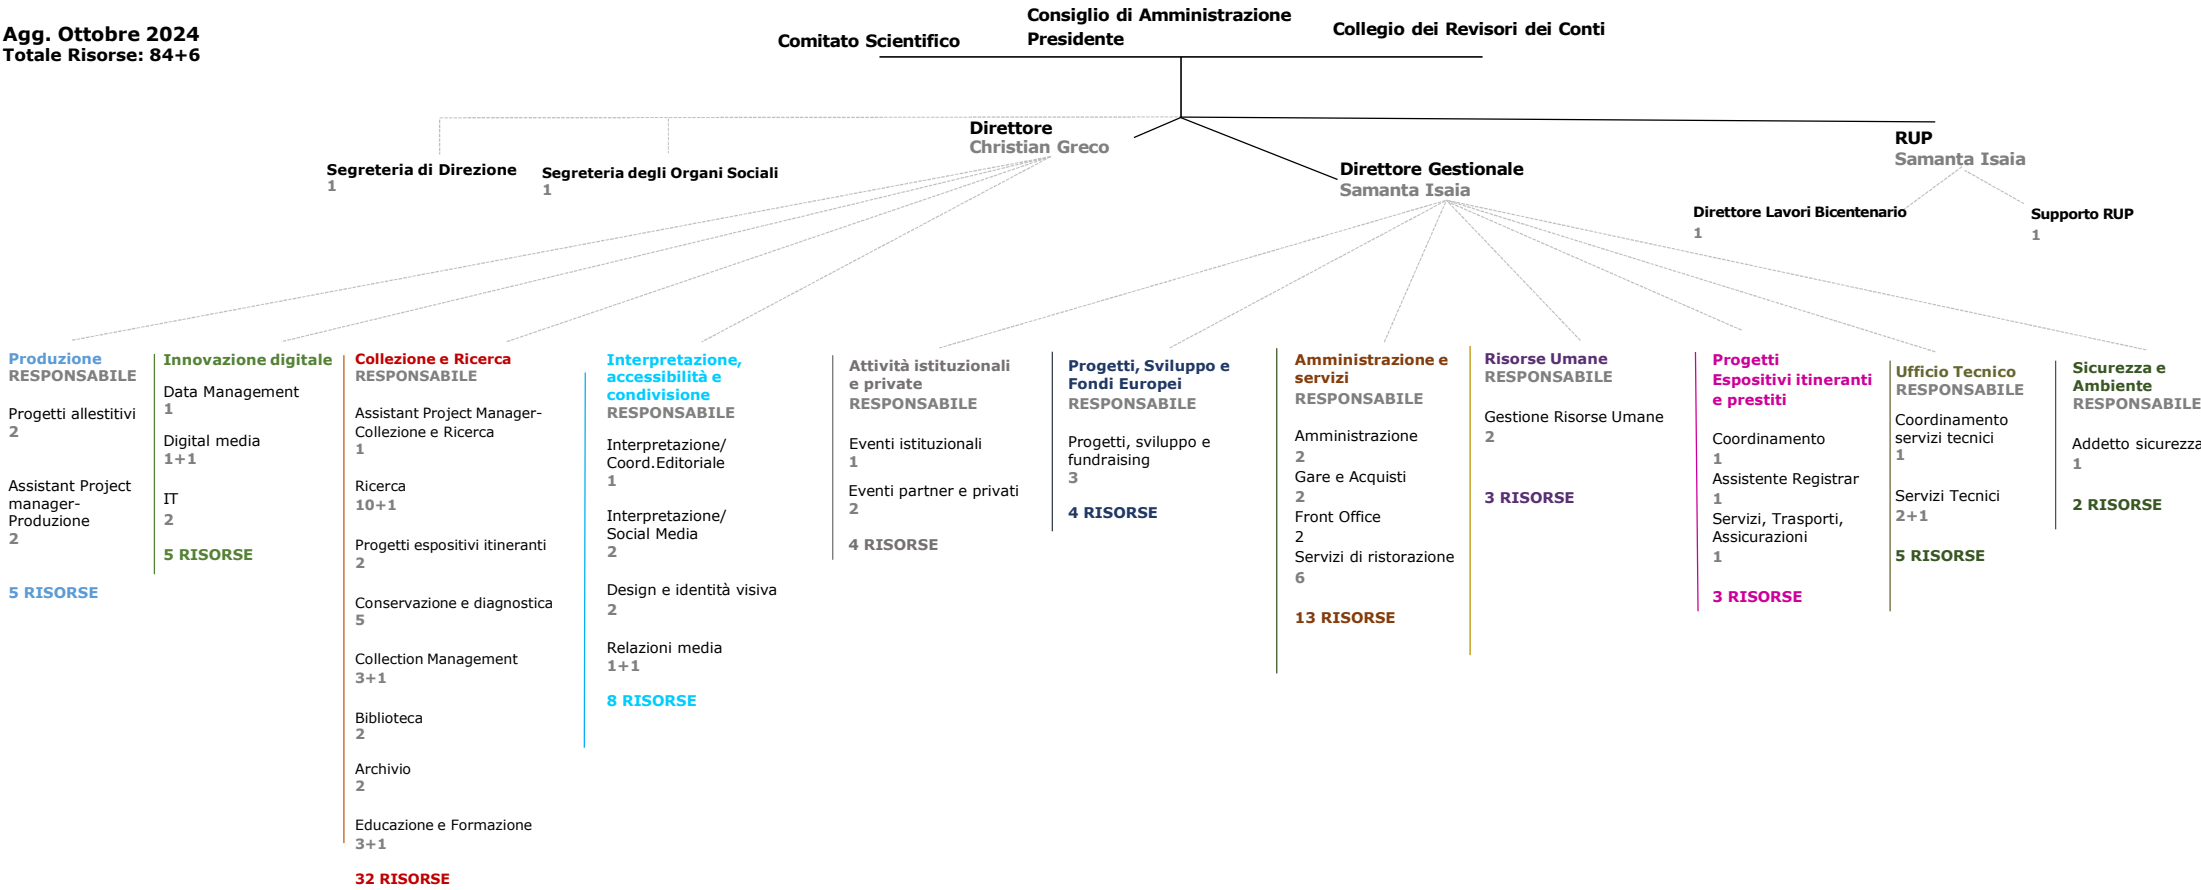 Agg. Ottobre 2024
Totale Risorse: 84+6
Comitato Scientifico
Consiglio di Amministrazione
Presidente
Collegio dei Revisori dei Conti
Segreteria di Direzione
1
Segreteria degli Organi Sociali
1
Direttore
Christian Greco
Direttore Gestionale
Samanta Isaia
RUP
Samanta Isaia
Direttore Lavori Bicentenario
1
Supporto RUP
1
Produzione
RESPONSABILE
Progetti allestitivi
2
Assistant Project
manager-
Produzione
2
5 RISORSE
Innovazione digitale
Data Management
1
Digital media
1+1
IT
2
5 RISORSE
Collezione e Ricerca
RESPONSABILE
Assistant Project Manager-
Collezione e Ricerca
1
Ricerca
10+1
Progetti espositivi itineranti
2
Conservazione e diagnostica
5
Collection Management
3+1
Biblioteca
2
Archivio
2
Educazione e Formazione
3+1
32 RISORSE
Interpretazione,
accessibilità e
condivisione
RESPONSABILE
Interpretazione/
Coord.Editoriale
1
Interpretazione/
Social Media
2
Design e identità visiva
2
Relazioni media
1+1
8 RISORSE
Attività istituzionali
e private
RESPONSABILE
Eventi istituzionali
1
Eventi partner e privati
2
4 RISORSE
Progetti, Sviluppo e
Fondi Europei
RESPONSABILE
Progetti, sviluppo e
fundraising
3
4 RISORSE
Amministrazione e
servizi
RESPONSABILE
Amministrazione
2
Gare e Acquisti
2
Front Office
2
Servizi di ristorazione
6
13 RISORSE
Risorse Umane
RESPONSABILE
Gestione Risorse Umane
2
3 RISORSE
Progetti
Espositivi itineranti
e prestiti
Coordinamento
1
Assistente Registrar
1
Servizi, Trasporti,
Assicurazioni
1
3 RISORSE
Ufficio Tecnico
RESPONSABILE
Coordinamento
servizi tecnici
1
Servizi Tecnici
2+1
5 RISORSE
Sicurezza e
Ambiente
RESPONSABILE
Addetto sicurezza
1
2 RISORSE